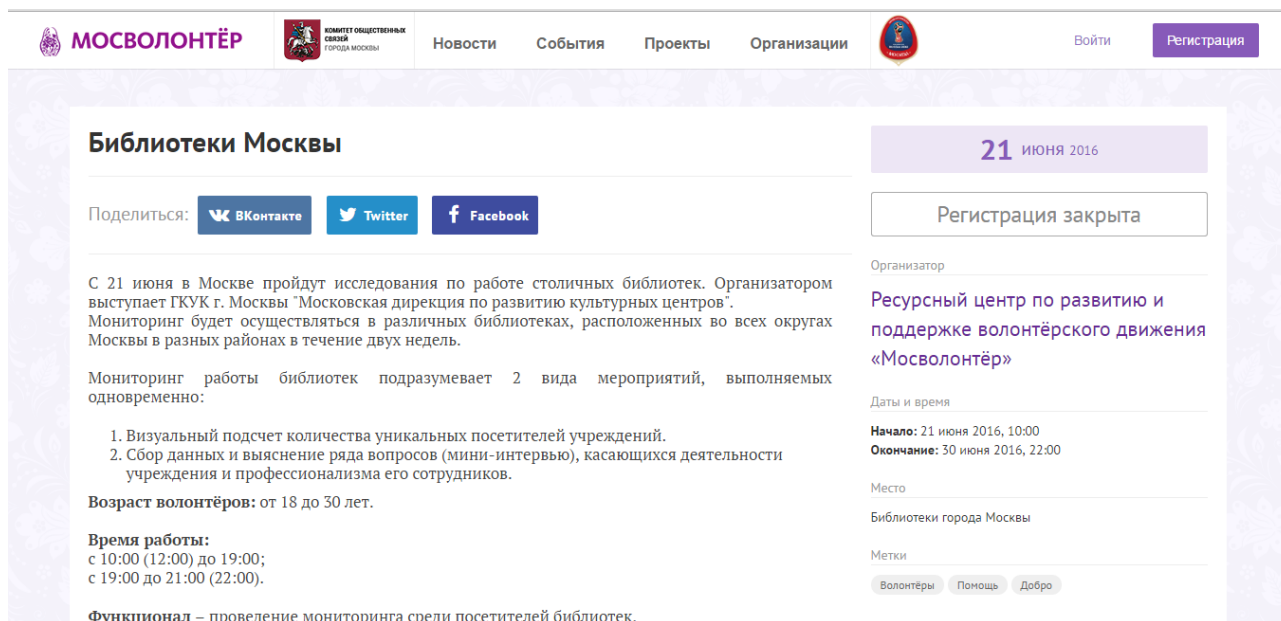 МОСВОЛОНТЁР
КОМИТЕТ ОБЩЕСТВЕННЫХ
СВЯЗЕЙ
ГОРОДА МОСКВЫ
Новости События Проекты Организации
Войти
Регистрация
Библиотеки Москвы
Поделиться: ВКонтакте Twitter Facebook
С 21 июня в Москве пройдут исследования по работе столичных библиотек. Организатором
выступает ГКУК г. Москвы "Московская дирекция по развитию культурных центров".
Мониторинг будет осуществляться в различных библиотеках, расположенных во всех округах
Москвы в разных районах в течение двух недель.
Мониторинг работы библиотек подразумевает 2 вида мероприятий, выполняемых
одновременно:
1. Визуальный подсчет количества уникальных посетителей учреждений.
2. Сбор данных и выяснение ряда вопросов (мини-интервью), касающихся деятельности
учреждения и профессионализма его сотрудников.
Возраст волонтёров: от 18 до 30 лет.
Время работы:
с 10:00 (12:00) до 19:00;
с 19:00 до 21:00 (22:00).
Функционал – проведение мониторинга среди посетителей библиотек.
21 июня 2016
Регистрация закрыта
Организатор
Ресурсный центр по развитию и
поддержке волонтёрского движения
«Мосволонтёр»
Даты и время
Начало: 21 июня 2016, 10:00
Окончание: 30 июня 2016, 22:00
Место
Библиотеки города Москвы
Метки
Волонтёры Помощь Добро